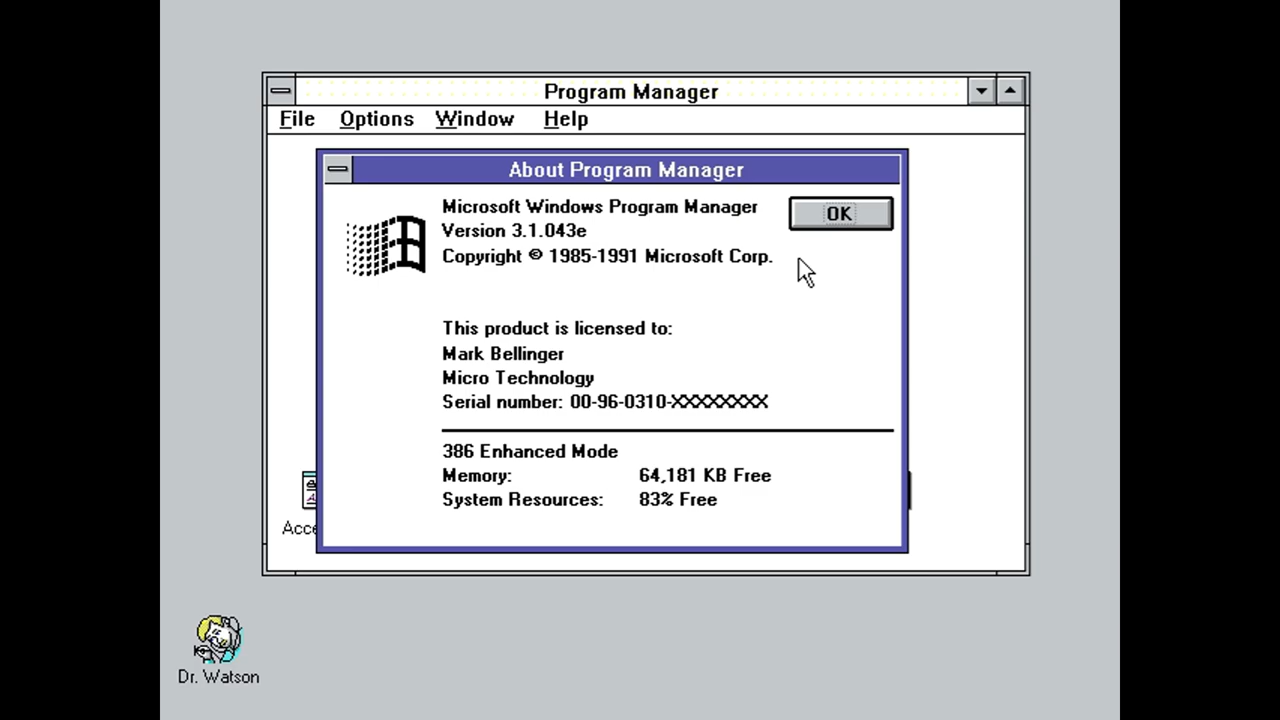 Program Manager
File Options Window Help
About Program Manager
Microsoft Windows Program Manager
OK
Version 3.1.043e
Copyright © 1985-1991 Microsoft Corp.
This product is licensed to:
Mark Bellinger
Micro Technology
Serial number: 00-96-0310-XXXXXXXX
386 Enhanced Mode
Memory: 64,181 KB Free
System Resources: 83% Free
Acce
Dr. Watson